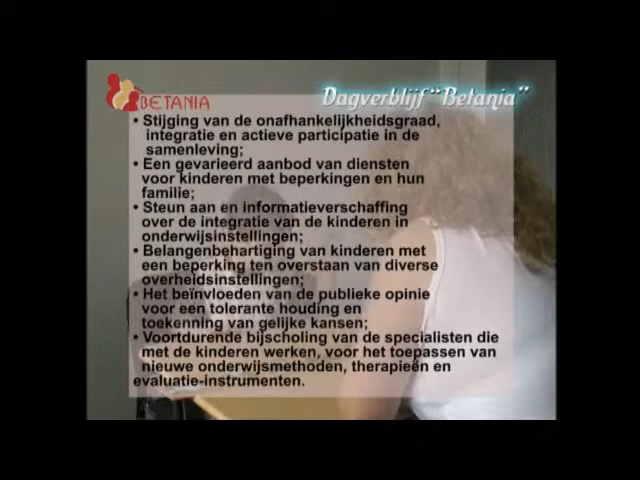 BETANIA
Dagverblijf "Betania"
• Stijging van de onafhankelijkheidsgraad,
integratie en actieve participatie in de
samenleving;
• Een gevarieerd aanbod van diensten
voor kinderen met beperkingen en hun
familie;
• Steun aan en informatieverschaffing
over de integratie van de kinderen in
onderwijsinstellingen;
• Belangenbehartiging van kinderen met
een beperking ten overstaan van diverse
overheidsinstellingen;
• Het beïnvloeden van de publieke opinie
voor een tolerante houding en
toekenning van gelijke kansen;
• Voortdurende bijscholing van de specialisten die
met de kinderen werken, voor het toepassen van
nieuwe onderwijsmethoden, therapieën en
evaluatie-instrumenten.